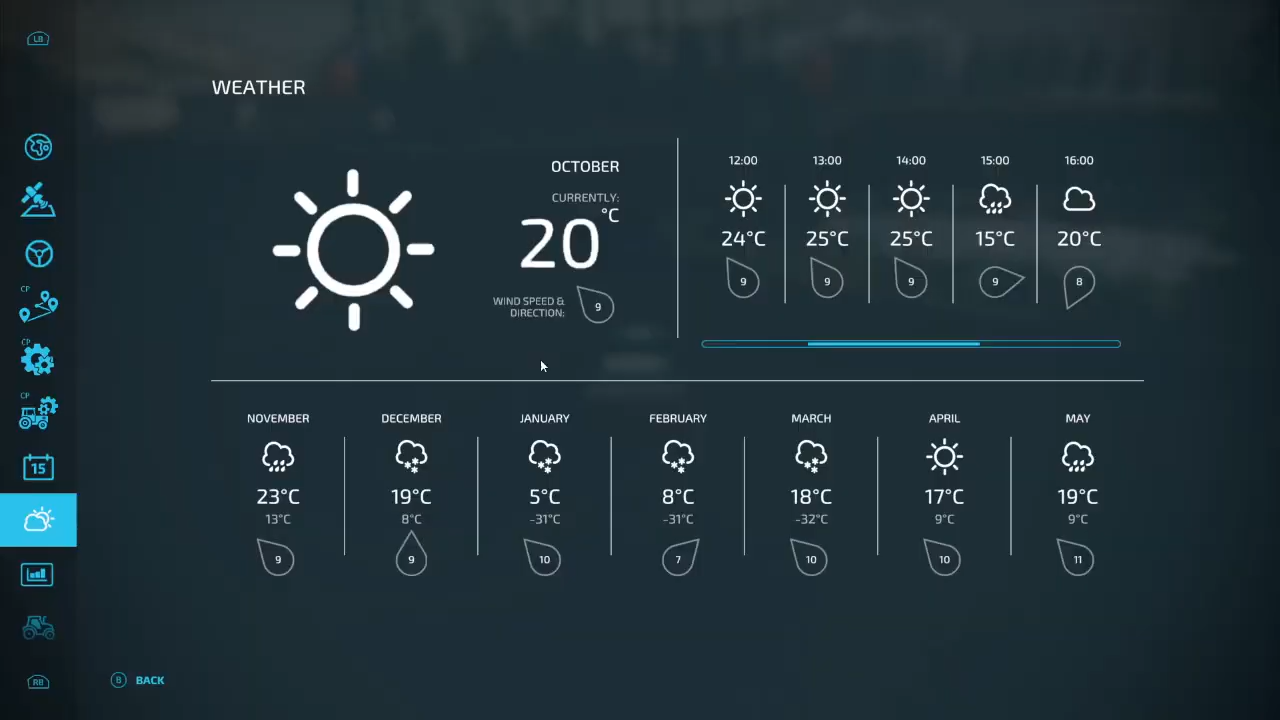 LB
WEATHER
OCTOBER
CURRENTLY:
20 °C
WIND SPEED &
DIRECTION:
9
12:00 13:00 14:00 15:00 16:00
24°C 25°C 25°C 15°C 20°C
9 9 9 9 8
CP
CP
CP
15
NOVEMBER DECEMBER JANUARY FEBRUARY MARCH APRIL MAY
23°C 19°C 5°C 8°C 18°C 17°C 19°C
13°C 8°C -31°C -31°C -32°C 9°C 9°C
9 9 10 7 10 10 11
RB
B BACK